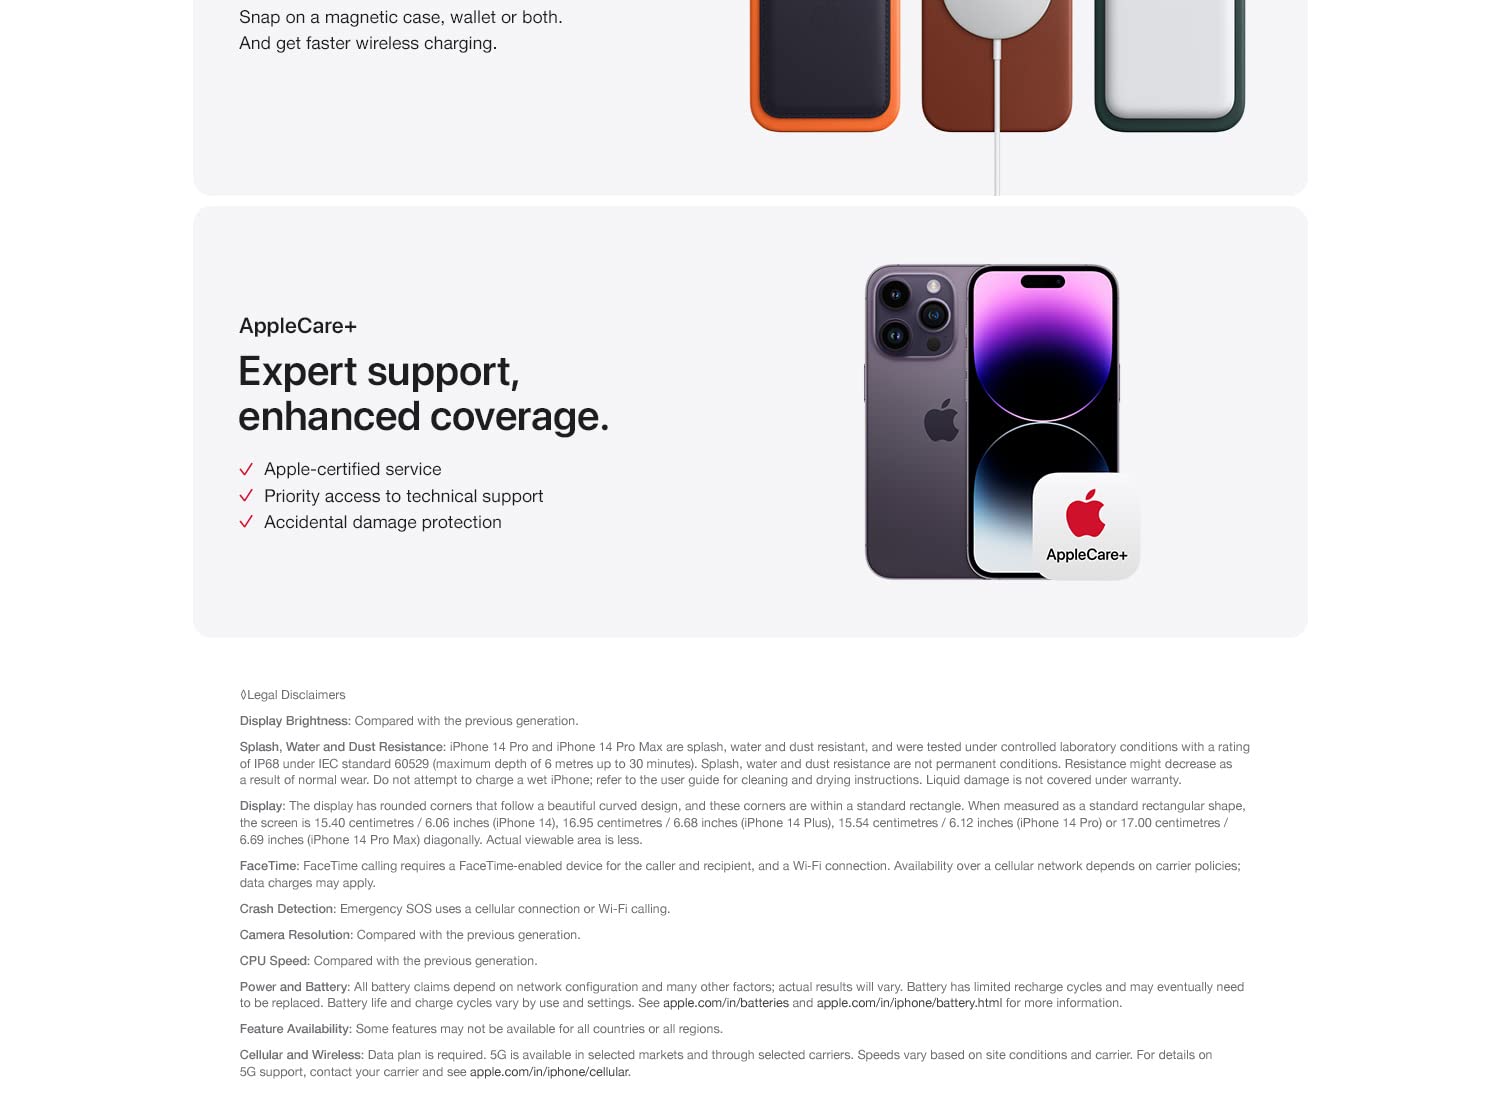 Snap on a magnetic case, wallet or both.
And get faster wireless charging.
AppleCare+
Expert support,
enhanced coverage.
Apple-certified service
Priority access to technical support
Accidental damage protection
AppleCare+
◊Legal Disclaimers
Display Brightness: Compared with the previous generation.
Splash, Water and Dust Resistance: iPhone 14 Pro and iPhone 14 Pro Max are splash, water and dust resistant, and were tested under controlled laboratory conditions with a rating
of IP68 under IEC standard 60529 (maximum depth of 6 metres up to 30 minutes). Splash, water and dust resistance are not permanent conditions. Resistance might decrease as
a result of normal wear. Do not attempt to charge a wet iPhone; refer to the user guide for cleaning and drying instructions. Liquid damage is not covered under warranty.
Display: The display has rounded corners that follow a beautiful curved design, and these corners are within a standard rectangle. When measured as a standard rectangular shape,
the screen is 15.40 centimetres / 6.06 inches (iPhone 14), 16.95 centimetres / 6.68 inches (iPhone 14 Plus), 15.54 centimetres / 6.12 inches (iPhone 14 Pro) or 17.00 centimetres /
6.69 inches (iPhone 14 Pro Max) diagonally. Actual viewable area is less.
FaceTime: FaceTime calling requires a FaceTime-enabled device for the caller and recipient, and a Wi-Fi connection. Availability over a cellular network depends on carrier policies;
data charges may apply.
Crash Detection: Emergency SOS uses a cellular connection or Wi-Fi calling.
Camera Resolution: Compared with the previous generation.
CPU Speed: Compared with the previous generation.
Power and Battery: All battery claims depend on network configuration and many other factors; actual results will vary. Battery has limited recharge cycles and may eventually need
to be replaced. Battery life and charge cycles vary by use and settings. See apple.com/in/batteries and apple.com/in/iphone/battery.html for more information.
Feature Availability: Some features may not be available for all countries or all regions.
Cellular and Wireless: Data plan is required. 5G is available in selected markets and through selected carriers. Speeds vary based on site conditions and carrier. For details on
5G support, contact your carrier and see apple.com/in/iphone/cellular.